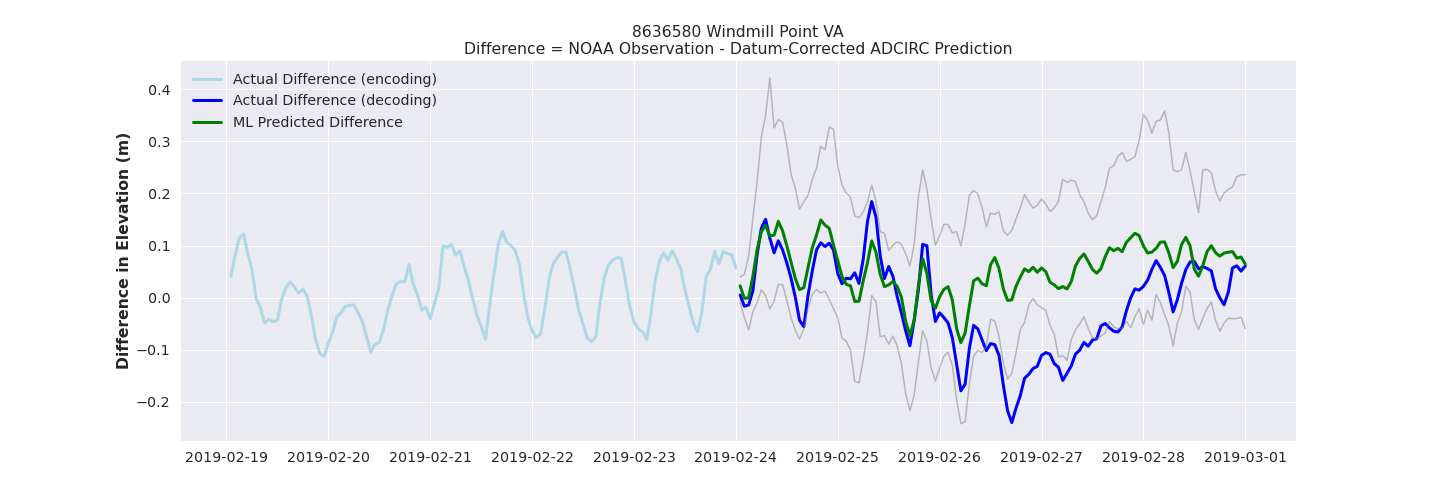 8636580 Windmill Point VA
Difference = NOAA Observation - Datum-Corrected ADCIRC Prediction
Actual Difference (encoding)
Actual Difference (decoding)
ML Predicted Difference
Difference in Elevation (m)
0.4
0.3
0.2
0.1
0.0
−0.1
−0.2
2019-02-19 2019-02-20 2019-02-21 2019-02-22 2019-02-23 2019-02-24 2019-02-25 2019-02-26 2019-02-27 2019-02-28 2019-03-01